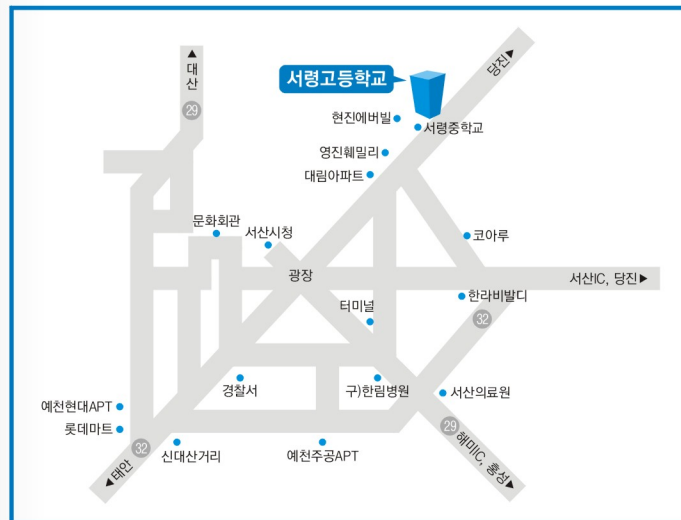 ▲대산
29
서령고등학교
당진▶
현진에버빌
서령중학교
영진훼밀리
대림아파트
문화회관
서산시청
코아루
광장
서산IC, 당진▶
한라비발디
터미널
32
경찰서
구)한림병원
서산의료원
예천현대APT
롯데마트
32
◀태안
신대산거리
예천주공APT
29
해미IC, 홍성▶